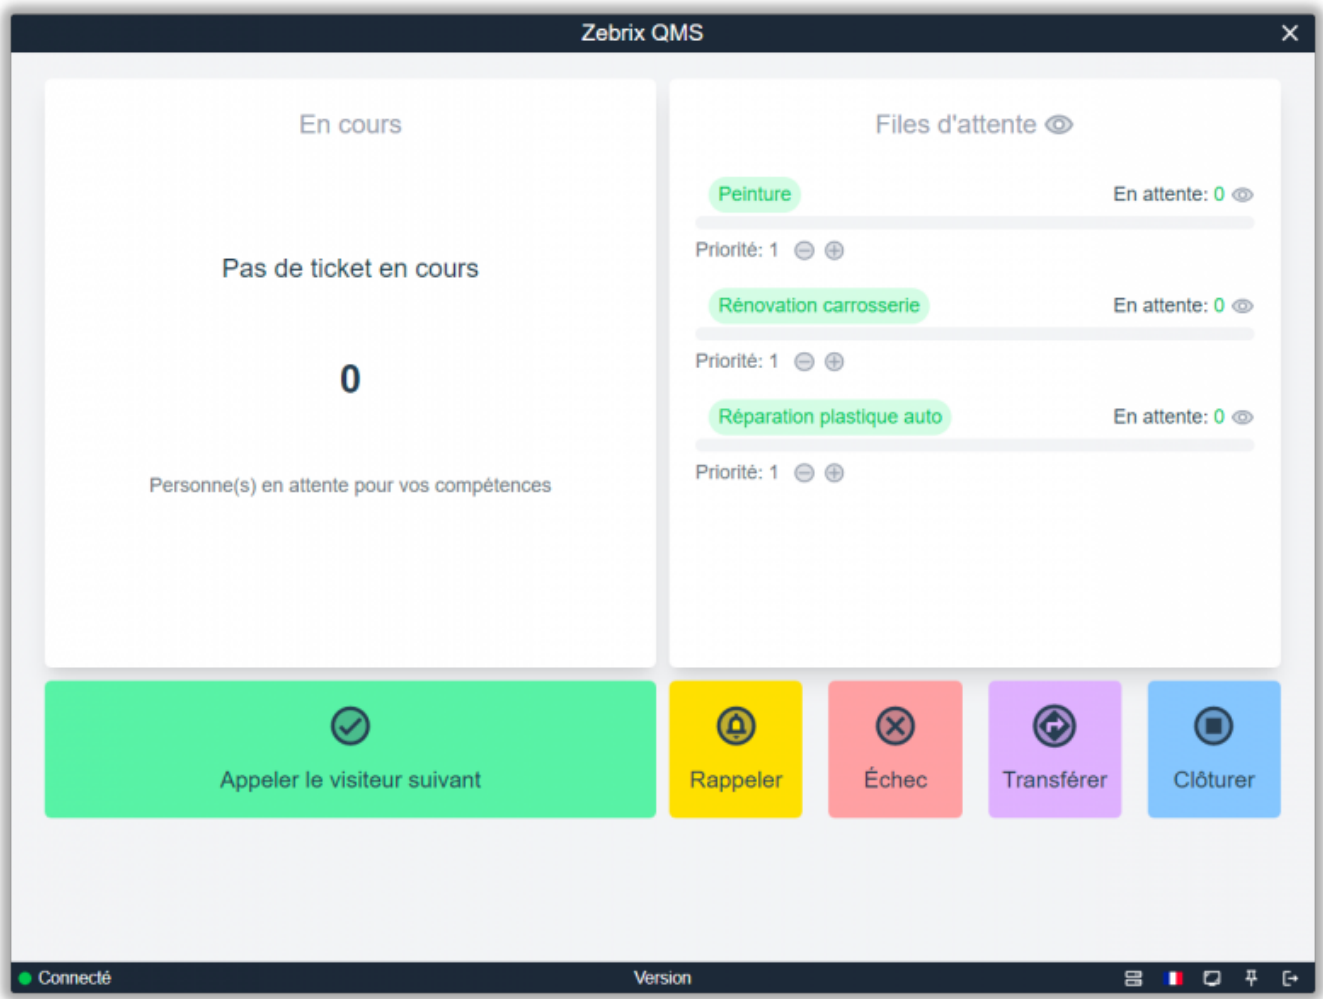 Zebrix QMS
En cours
Pas de ticket en cours
0
Personne(s) en attente pour vos compétences
Files d'attente
Peinture
En attente: 0
Priorité: 1
Rénovation carrosserie
En attente: 0
Priorité: 1
Réparation plastique auto
En attente: 0
Priorité: 1
Appeler le visiteur suivant
Rappeler
Échec
Transférer
Clôturer
Connecté
Version